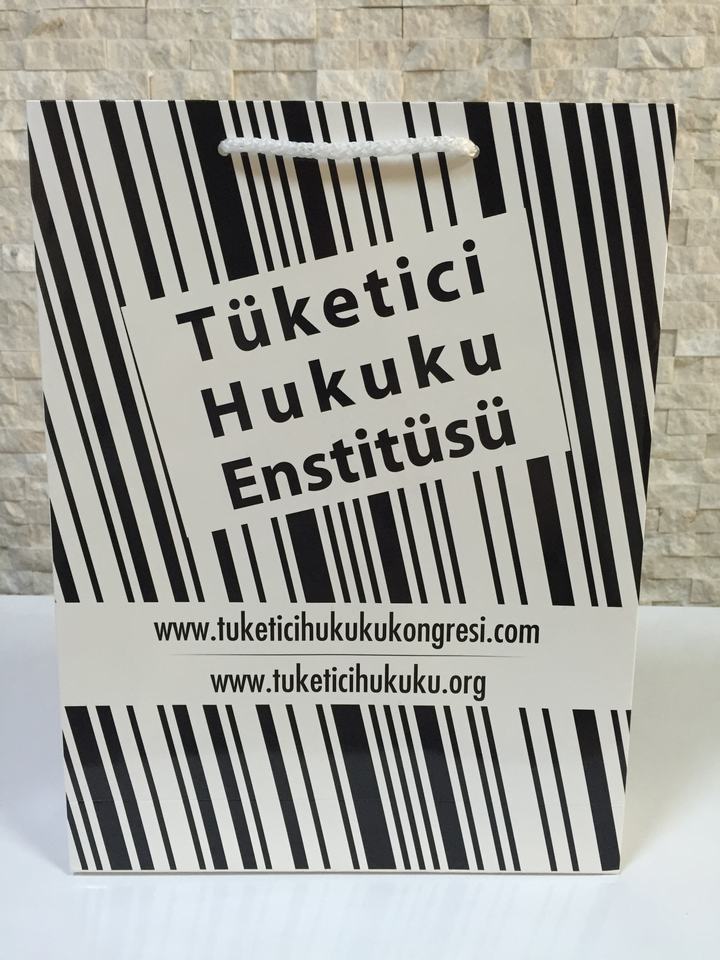 Tüketici
Hukuku
Enstitüsü
www.tuketicihukukukongresi.com
www.tuketicihukuku.org